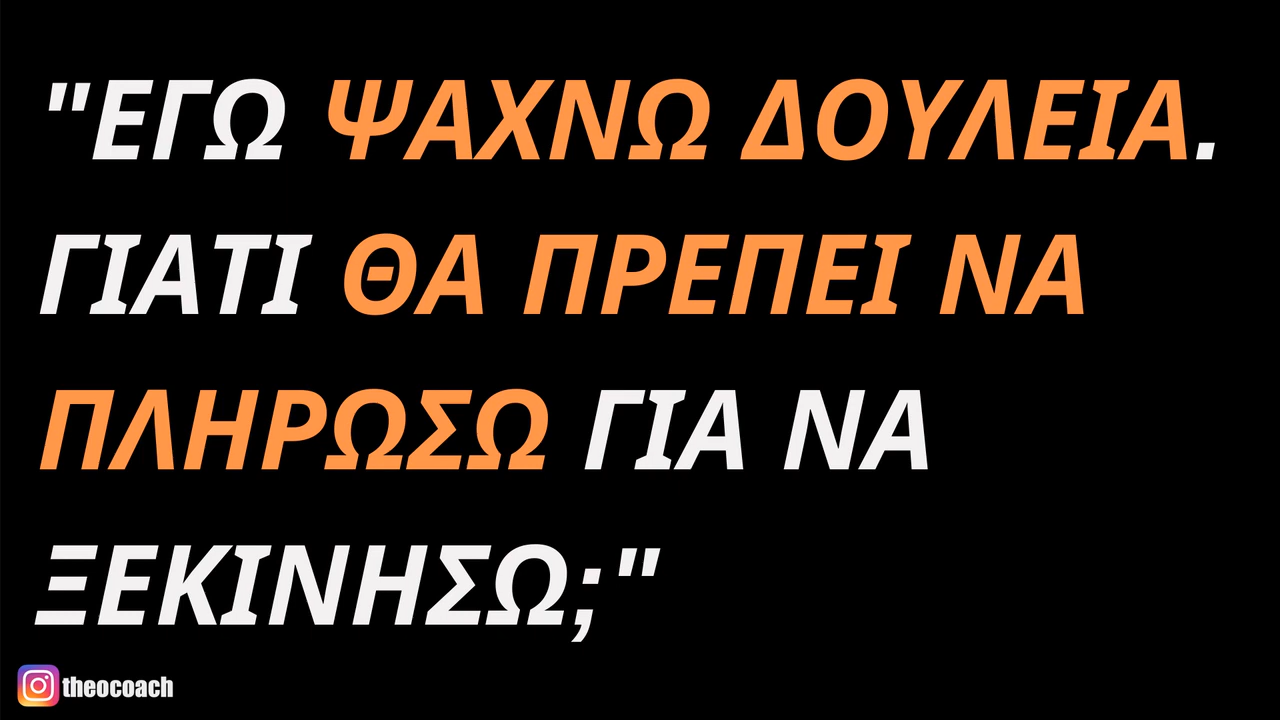 "ΕΓΩ ΨΑΧΝΩ ΔΟΥΛΕΙΑ.
ΓΙΑΤΙ ΘΑ ΠΡΕΠΕΙ ΝΑ
ΠΛΗΡΩΣΩ ΓΙΑ ΝΑ
ΞΕΚΙΝΗΣΩ;"
theocoach